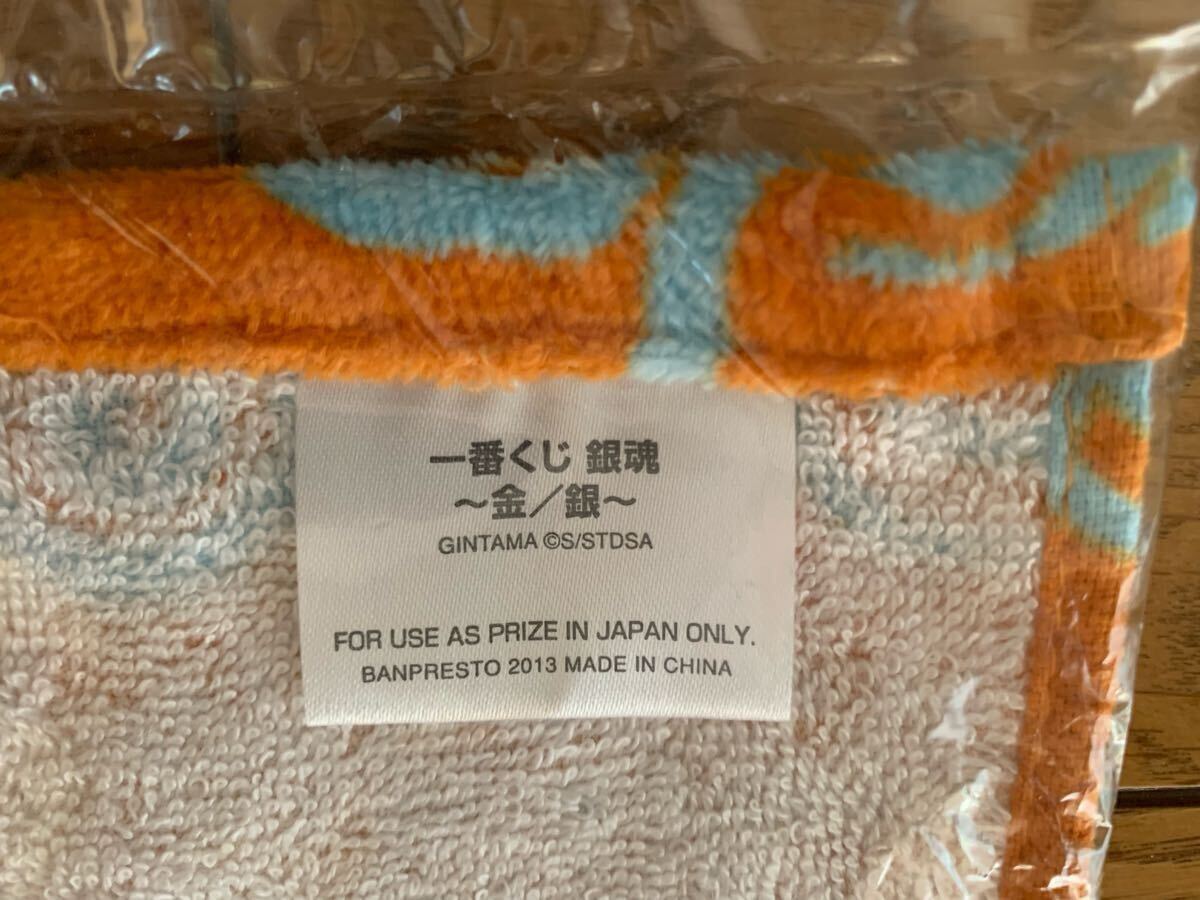 一番くじ 銀魂
～金／銀～
GINTAMA ©S/STDSA
FOR USE AS PRIZE IN JAPAN ONLY.
BANPRESTO 2013 MADE IN CHINA